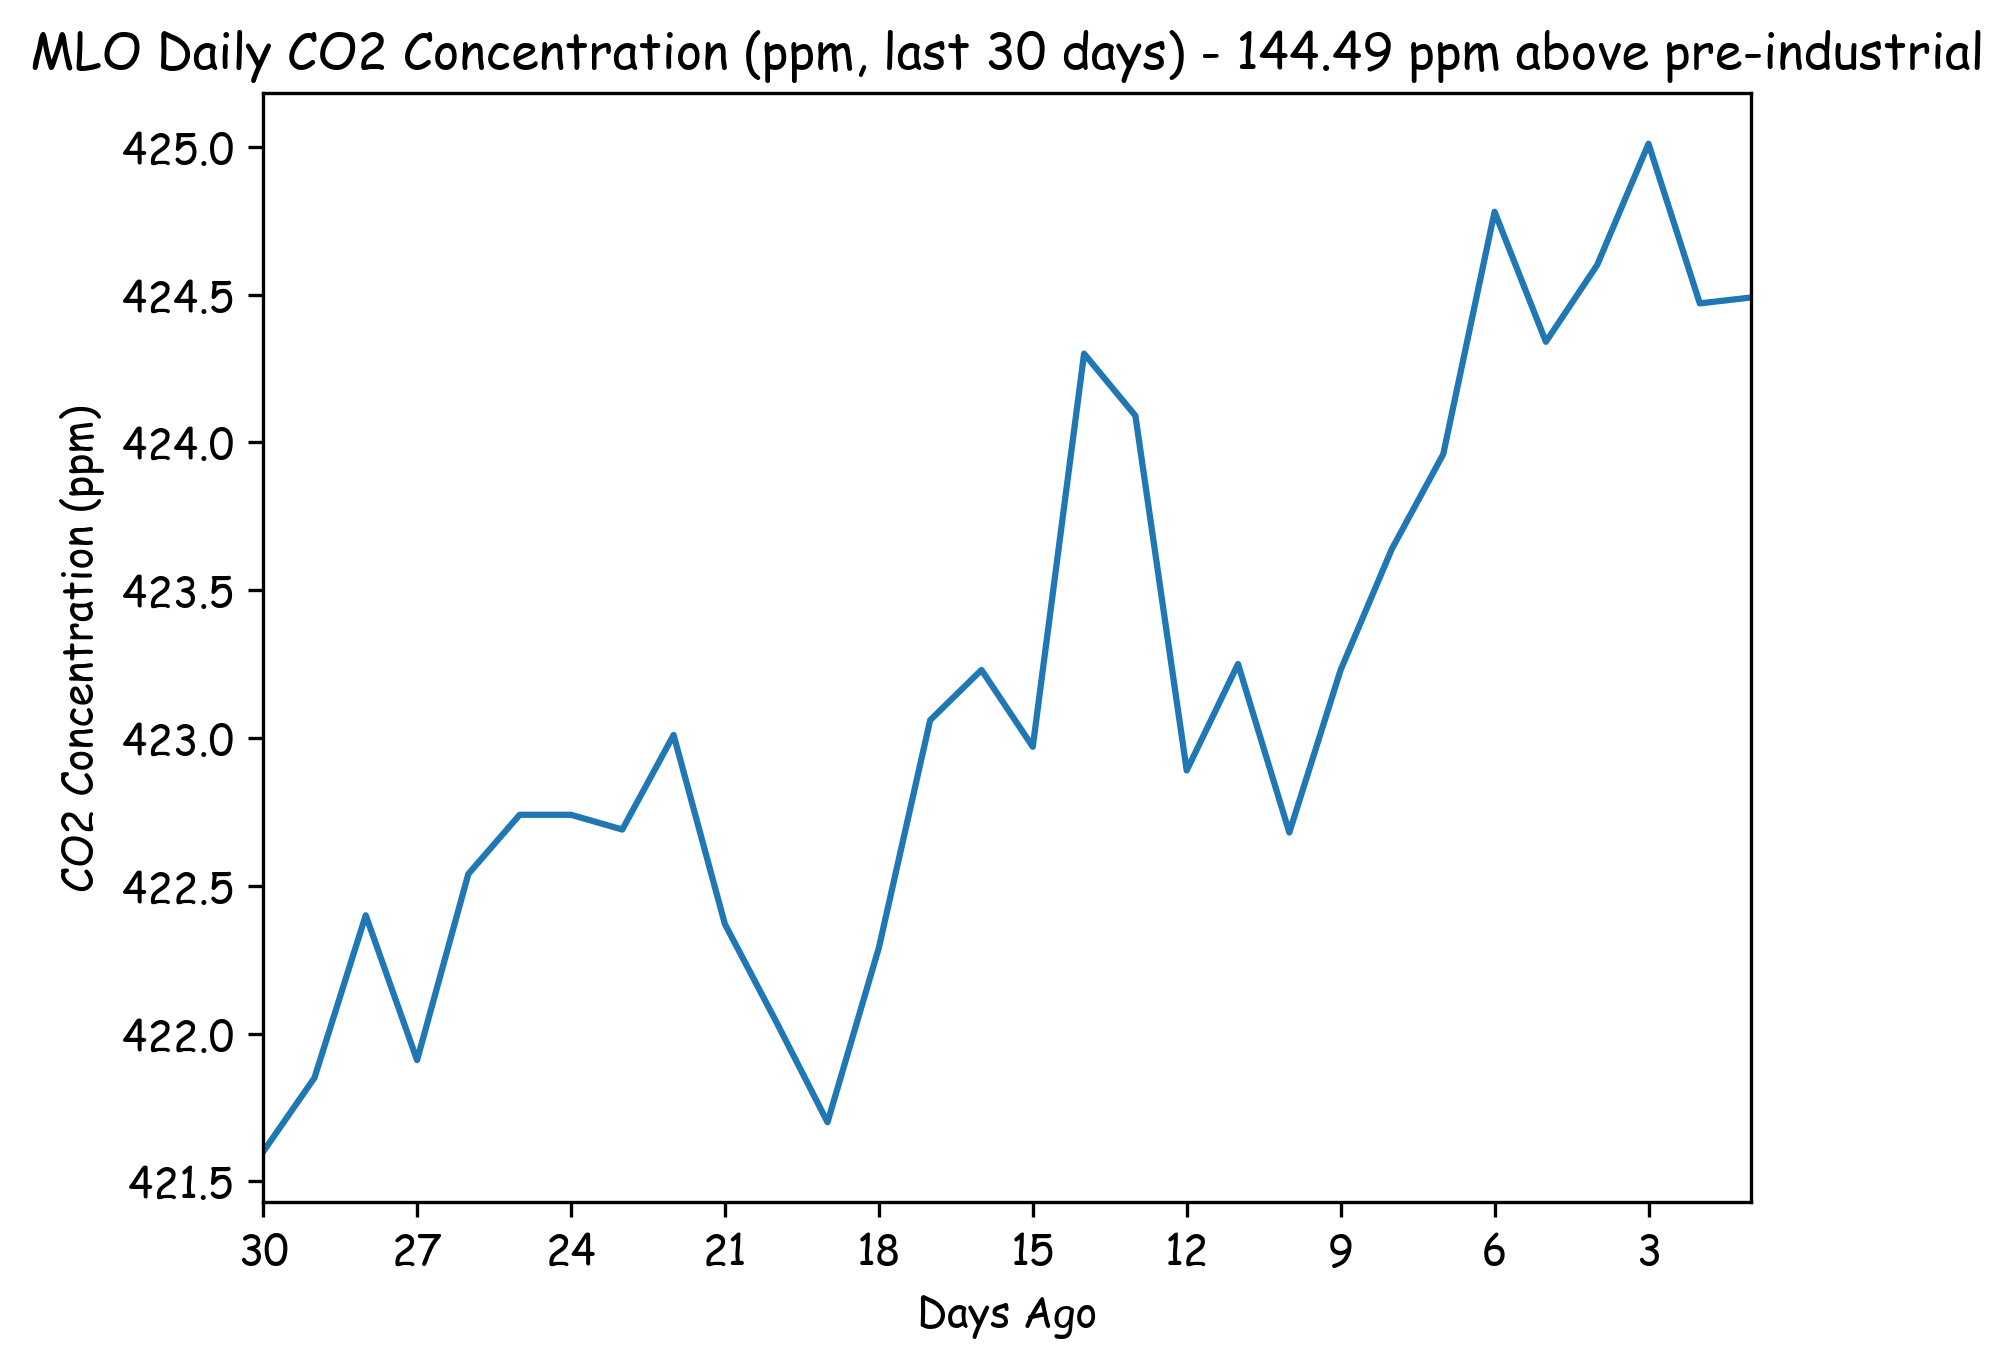 MLO Daily CO2 Concentration (ppm, last 30 days) - 144.49 ppm above pre-industrial
CO2 Concentration (ppm)
425.0
424.5
424.0
423.5
423.0
422.5
422.0
421.5
30 27 24 21 18 15 12 9 6 3
Days Ago